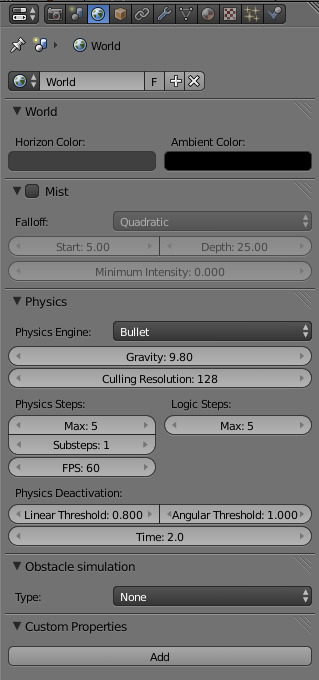 World
World F
World
Horizon Color: Ambient Color:
Mist
Falloff: Quadratic
Start: 5.00 Depth: 25.00
Minimum Intensity: 0.000
Physics
Physics Engine: Bullet
Gravity: 9.80
Culling Resolution: 128
Physics Steps: Logic Steps:
Max: 5 Max: 5
Substeps: 1
FPS: 60
Physics Deactivation:
Linear Threshold: 0.800 Angular Threshold: 1.000
Time: 2.0
Obstacle simulation
Type: None
Custom Properties
Add